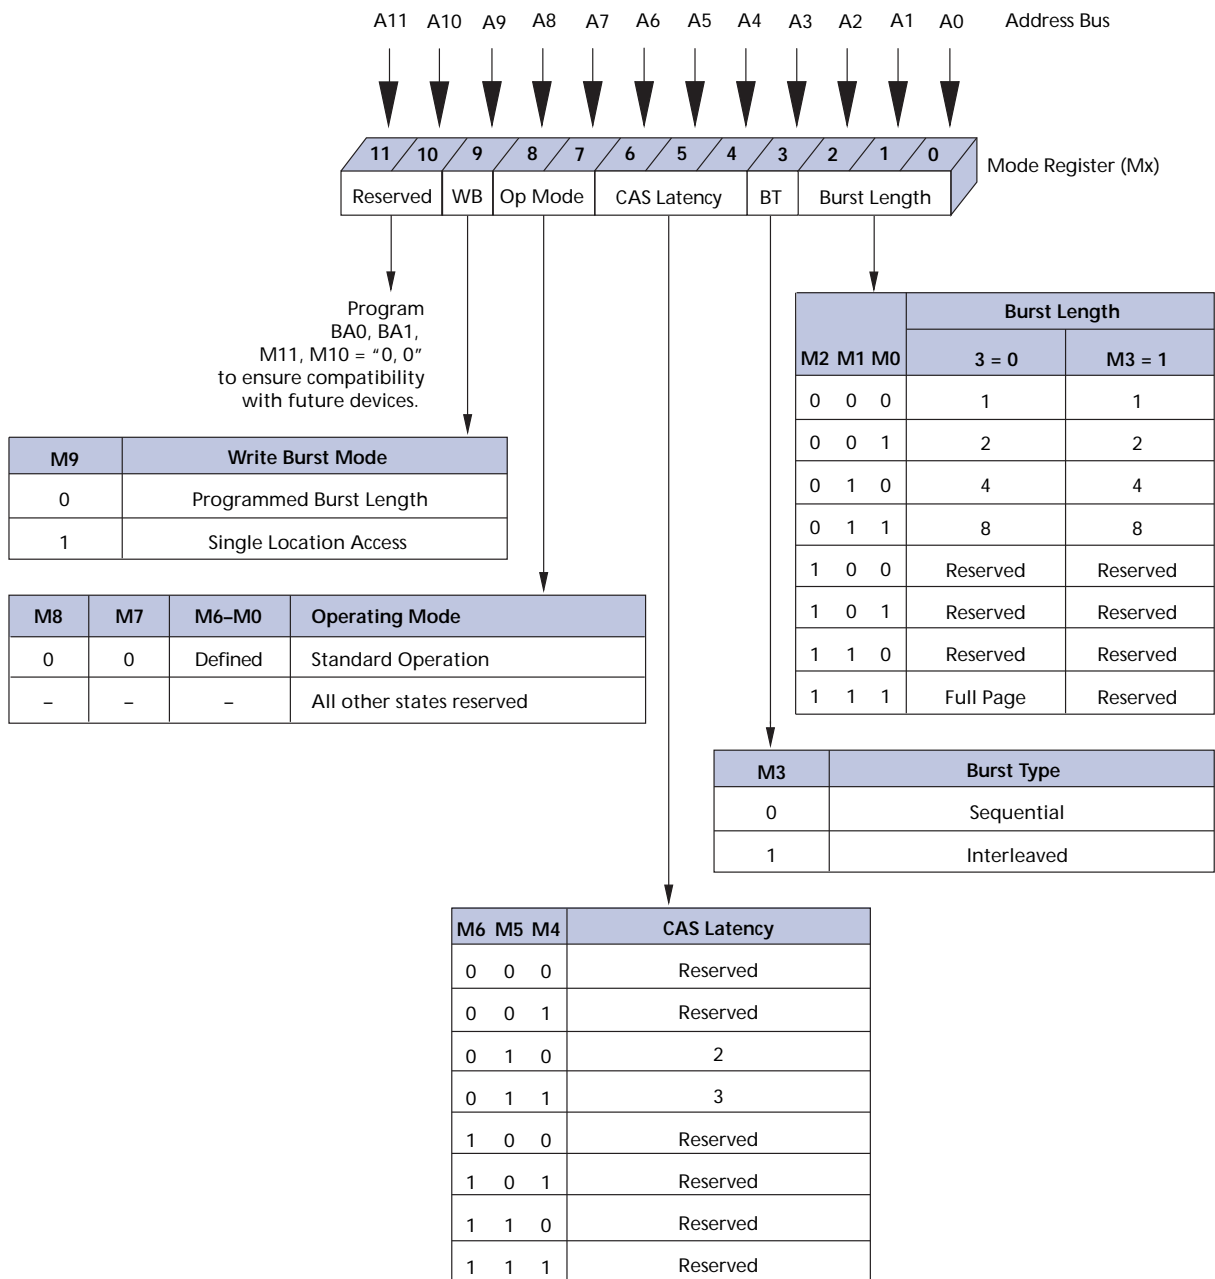 A11 A10 A9 A8 A7 A6 A5 A4 A3 A2 A1 A0 Address Bus
11 10 9 8 7 6 5 4 3 2 1 0
Mode Register (Mx)
Reserved WB Op Mode CAS Latency BT Burst Length
Program
BA0, BA1,
M11, M10 = “0, 0”
to ensure compatibility
with future devices.
Burst Length
M2 M1 M0 3 = 0 M3 = 1
0 0 0 1 1
0 0 1 2 2
0 1 0 4 4
0 1 1 8 8
1 0 0 Reserved Reserved
1 0 1 Reserved Reserved
1 1 0 Reserved Reserved
1 1 1 Full Page Reserved
M9 Write Burst Mode
0 Programmed Burst Length
1 Single Location Access
M8 M7 M6–M0 Operating Mode
0 0 Defined Standard Operation
– – – All other states reserved
M3 Burst Type
0 Sequential
1 Interleaved
M6 M5 M4 CAS Latency
0 0 0 Reserved
0 0 1 Reserved
0 1 0 2
0 1 1 3
1 0 0 Reserved
1 0 1 Reserved
1 1 0 Reserved
1 1 1 Reserved